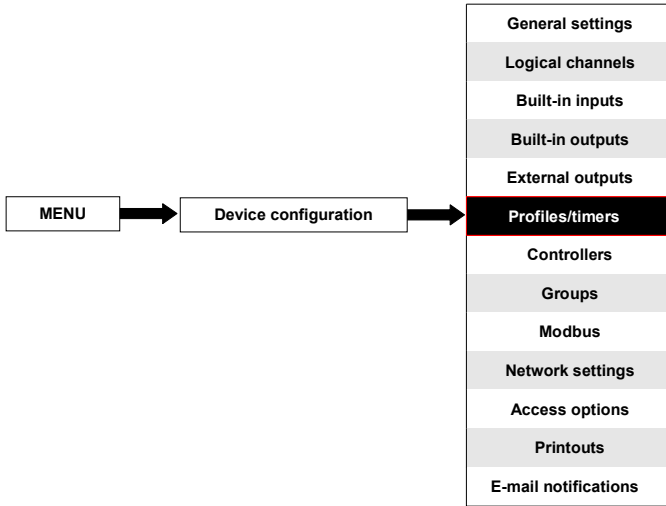 General settings
Logical channels
Built-in inputs
Built-in outputs
External outputs
MENU
Device configuration
Profiles/timers
Controllers
Groups
Modbus
Network settings
Access options
Printouts
E-mail notifications